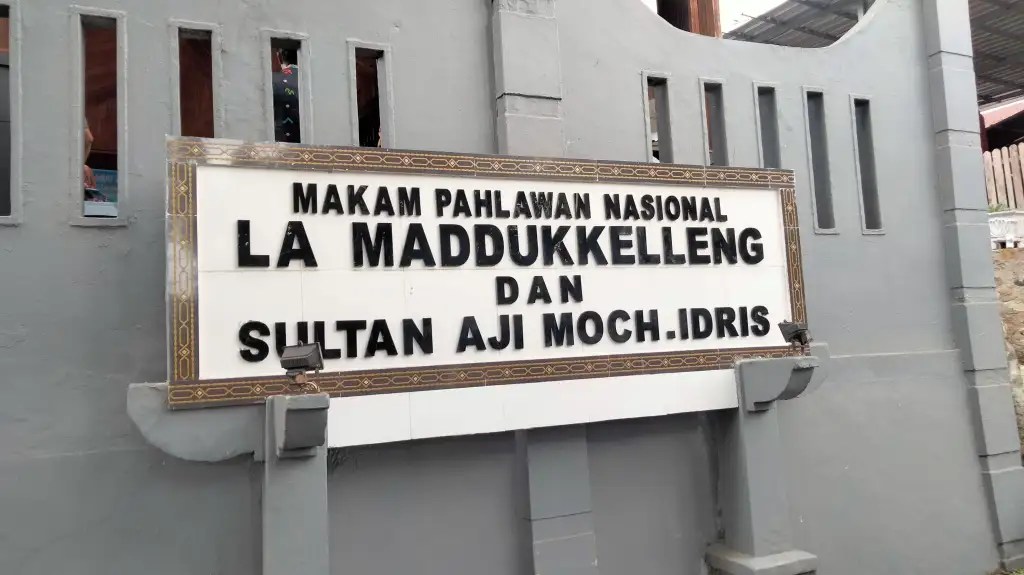 MAKAM PAHLAWAN NASIONAL
LA MADDUKKELLENG
DAN
SULTAN AJI MOCH.IDRIS